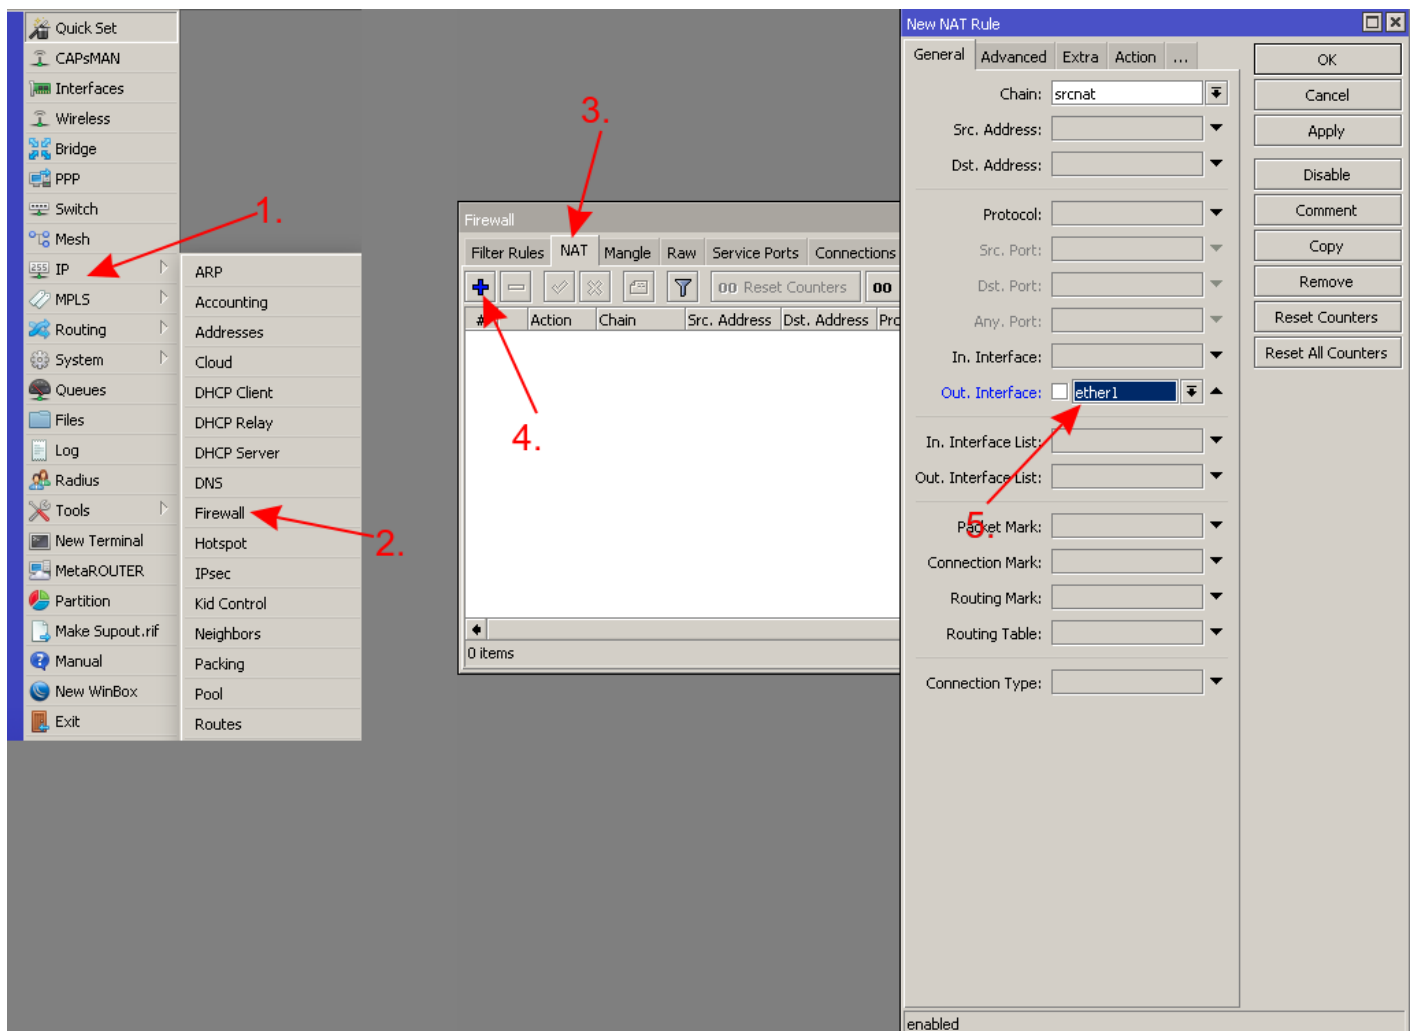 Quick Set
CAPsMAN
Interfaces
Wireless
Bridge
PPP
Switch
Mesh
IP
MPLS
Routing
System
Queues
Files
Log
Radius
Tools
New Terminal
MetaROUTER
Partition
Make Supout.rif
Manual
New WinBox
Exit
1.
ARP
Accounting
Addresses
Cloud
DHCP Client
DHCP Relay
DHCP Server
DNS
Firewall
Hotspot
IPsec
Kid Control
Neighbors
Packing
Pool
Routes
2.
3.
Firewall
Filter Rules NAT Mangle Raw Service Ports Connections
00 Reset Counters 00
# Action Chain Src. Address Dst. Address Pro
4.
0 items
New NAT Rule
General Advanced Extra Action ...
Chain: srcnat
Src. Address:
Dst. Address:
Protocol:
Src. Port:
Dst. Port:
Any. Port:
In. Interface:
Out. Interface: ether1
In. Interface List:
Out. Interface List:
5.
Packet Mark:
Connection Mark:
Routing Mark:
Routing Table:
Connection Type:
enabled
OK
Cancel
Apply
Disable
Comment
Copy
Remove
Reset Counters
Reset All Counters